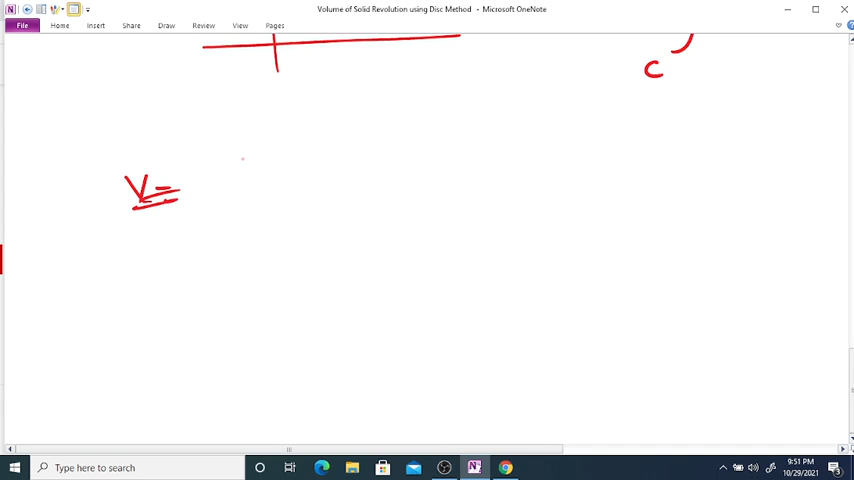 Volume of Solid Revolution using Disc Method - Microsoft OneNote
File Home Insert Share Draw Review View Pages
c
V=
Type here to search
9:51 PM
10/29/2021
3